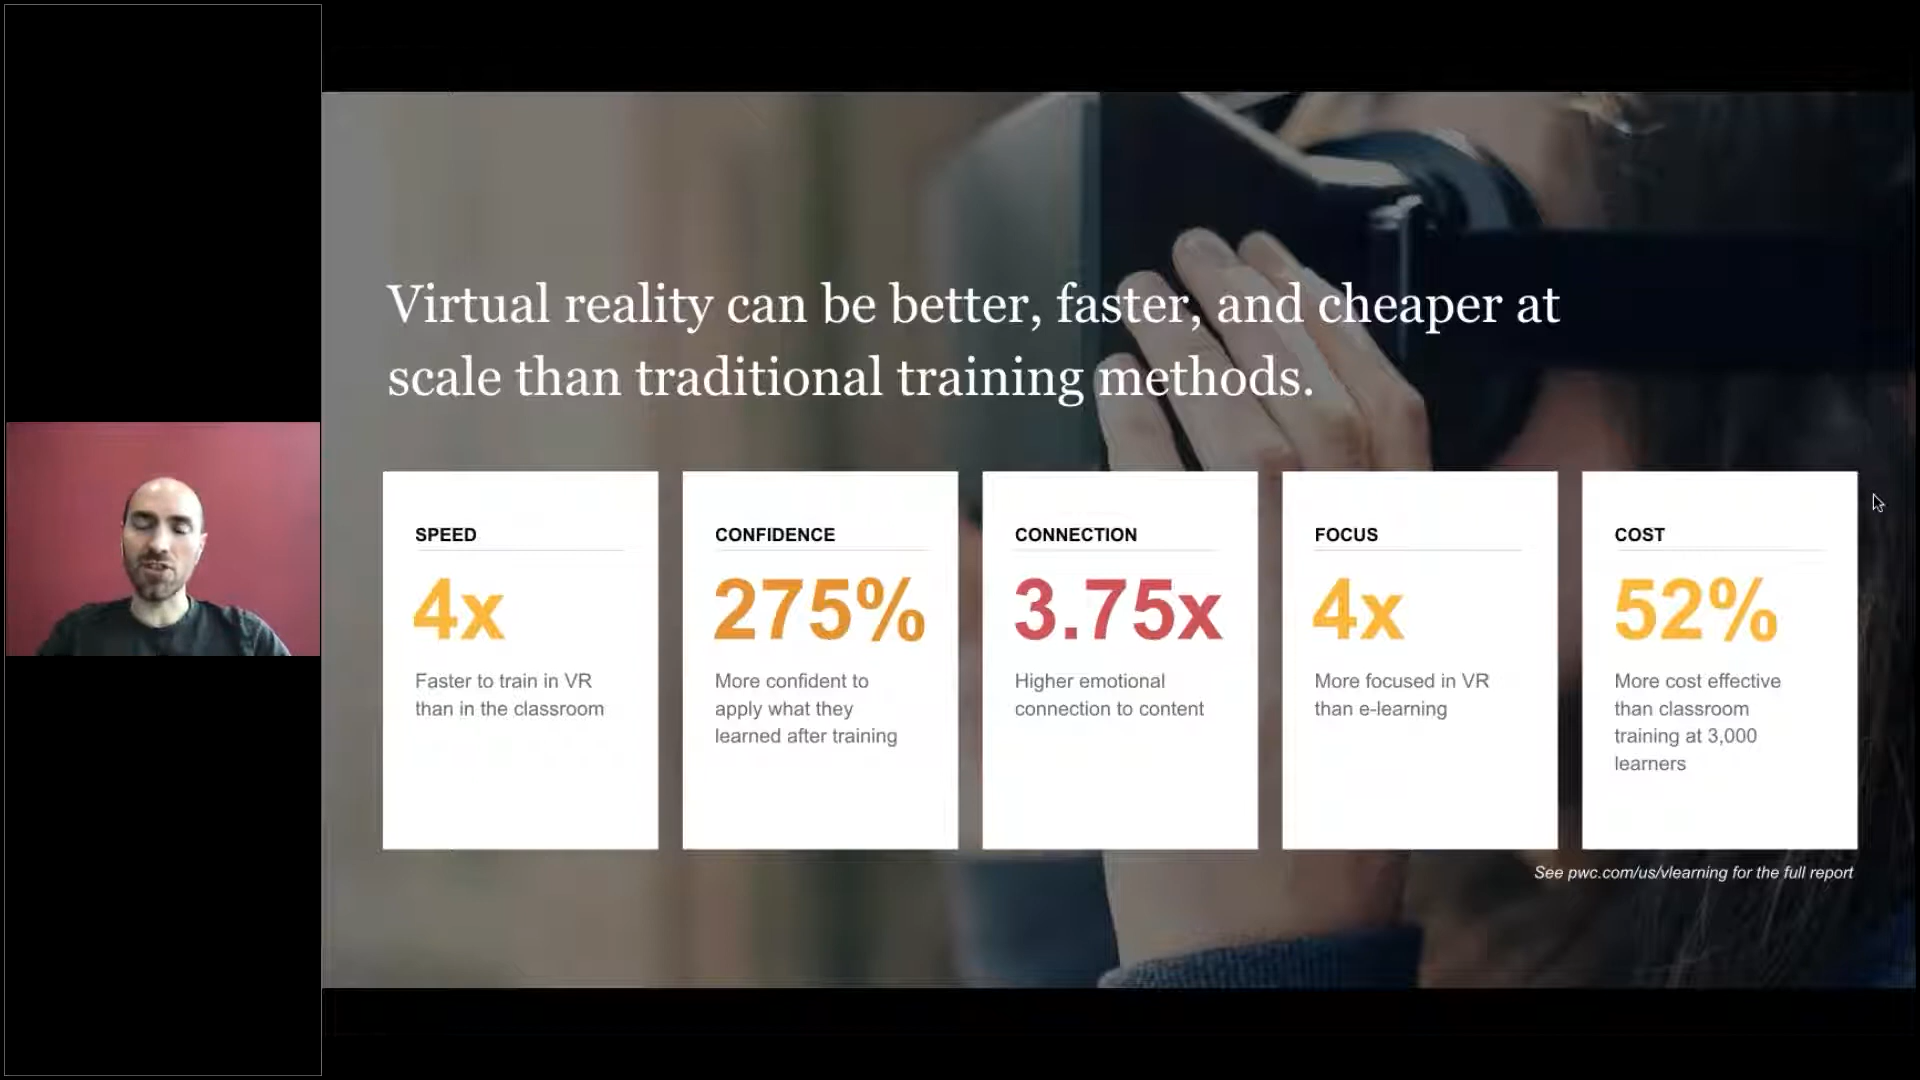 Virtual reality can be better, faster, and cheaper at
scale than traditional training methods.
SPEED
4x
Faster to train in VR
than in the classroom
CONFIDENCE
275%
More confident to
apply what they
learned after training
CONNECTION
3.75x
Higher emotional
connection to content
FOCUS
4x
More focused in VR
than e-learning
COST
52%
More cost effective
than classroom
training at 3,000
learners
See pwc.com/us/vlearning for the full report